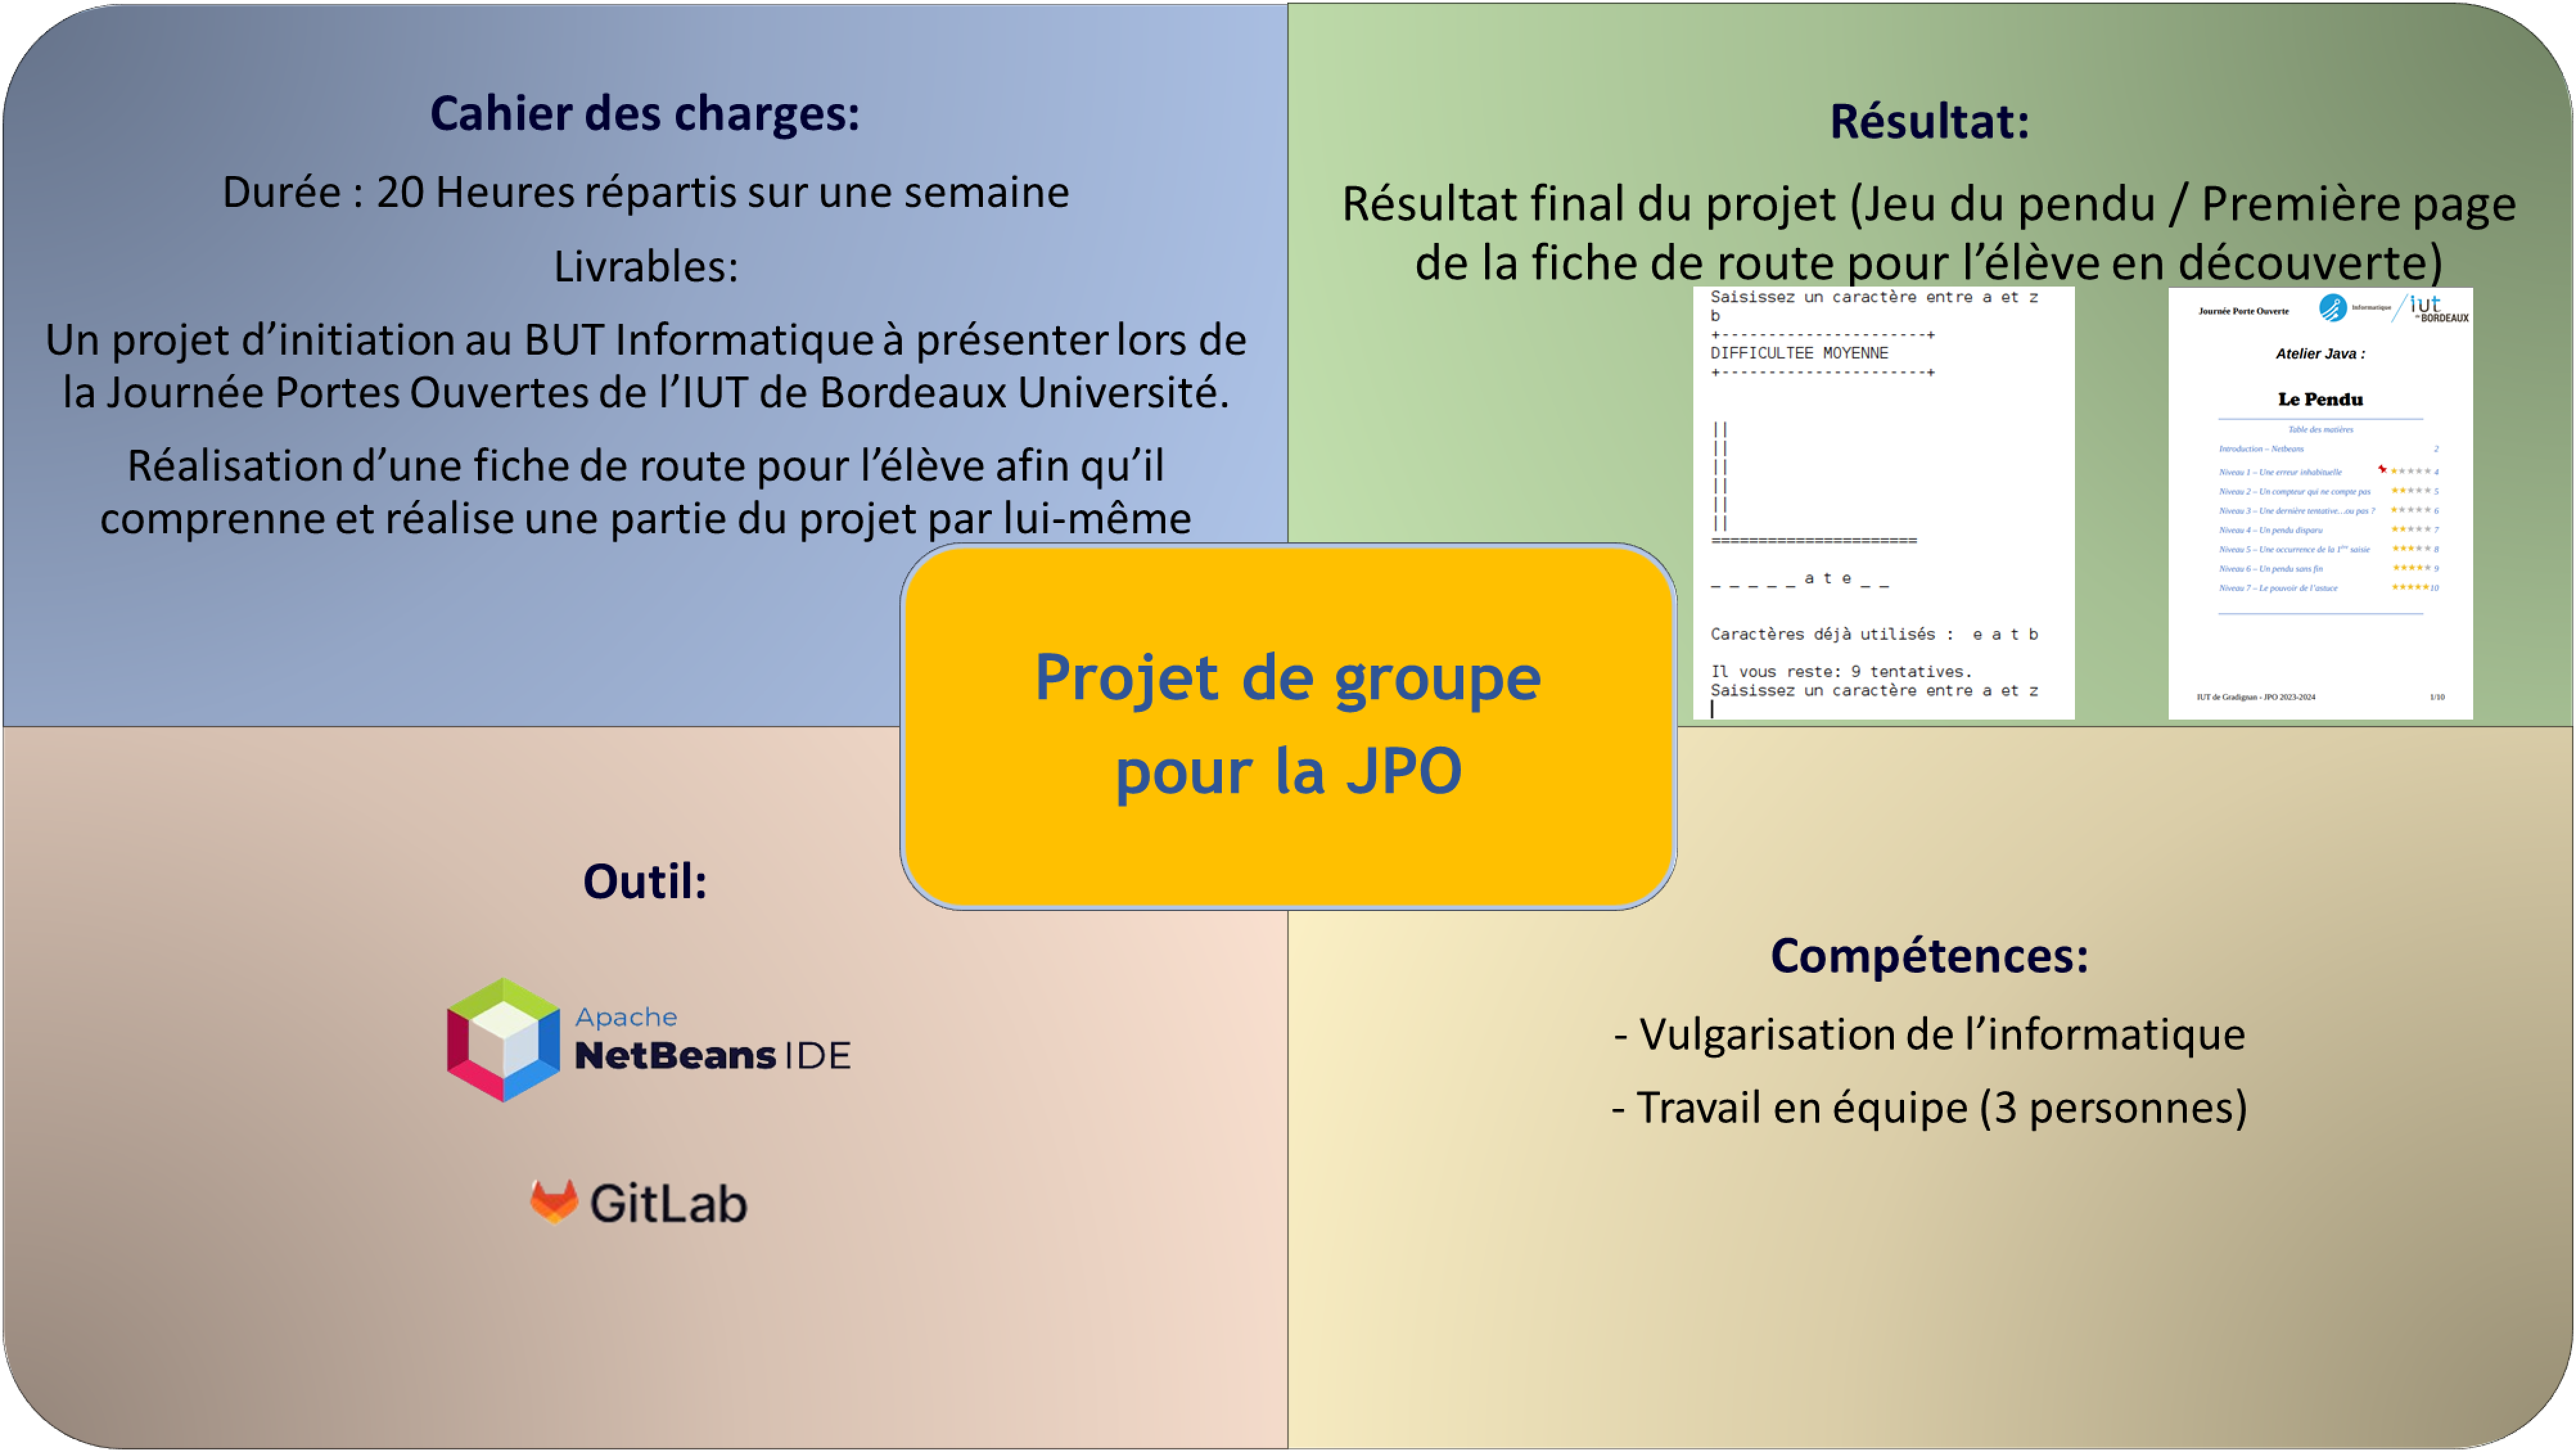 Cahier des charges:
Durée : 20 Heures répartis sur une semaine
Livrables:
Un projet d’initiation au BUT Informatique à présenter lors de
la Journée Portes Ouvertes de l’IUT de Bordeaux Université.
Réalisation d’une fiche de route pour l’élève afin qu’il
comprenne et réalise une partie du projet par lui-même
Résultat:
Résultat final du projet (Jeu du pendu / Première page
de la fiche de route pour l’élève en découverte)
Saisissez un caractère entre a et z
b
+----------------------+
DIFFICULTEE MOYENNE
+----------------------+
||
||
||
||
||
||
======================
_ _ _ _ _ a t e _ _
Caractères déjà utilisés : e a t b
Il vous reste: 9 tentatives.
Saisissez un caractère entre a et z
Journée Porte Ouverte
Informatique
iut
de BORDEAUX
Atelier Java :
Le Pendu
Table des matières
Introduction – Netbeans 2
Niveau 1 – Une erreur inhabituelle ★★★★★ 4
Niveau 2 – Un compteur qui ne compte pas ★★★★★ 5
Niveau 3 – Une dernière tentative...ou pas ? ★★★★★ 6
Niveau 4 – Un pendu disparu ★★★★★ 7
Niveau 5 – Une occurrence de la 1ère saisie ★★★★★ 8
Niveau 6 – Un pendu sans fin ★★★★★ 9
Niveau 7 – Le pouvoir de l’astuce ★★★★★ 10
IUT de Gradignan - JPO 2023-2024 1/10
Projet de groupe
pour la JPO
Outil:
Apache
NetBeans IDE
GitLab
Compétences:
- Vulgarisation de l’informatique
- Travail en équipe (3 personnes)